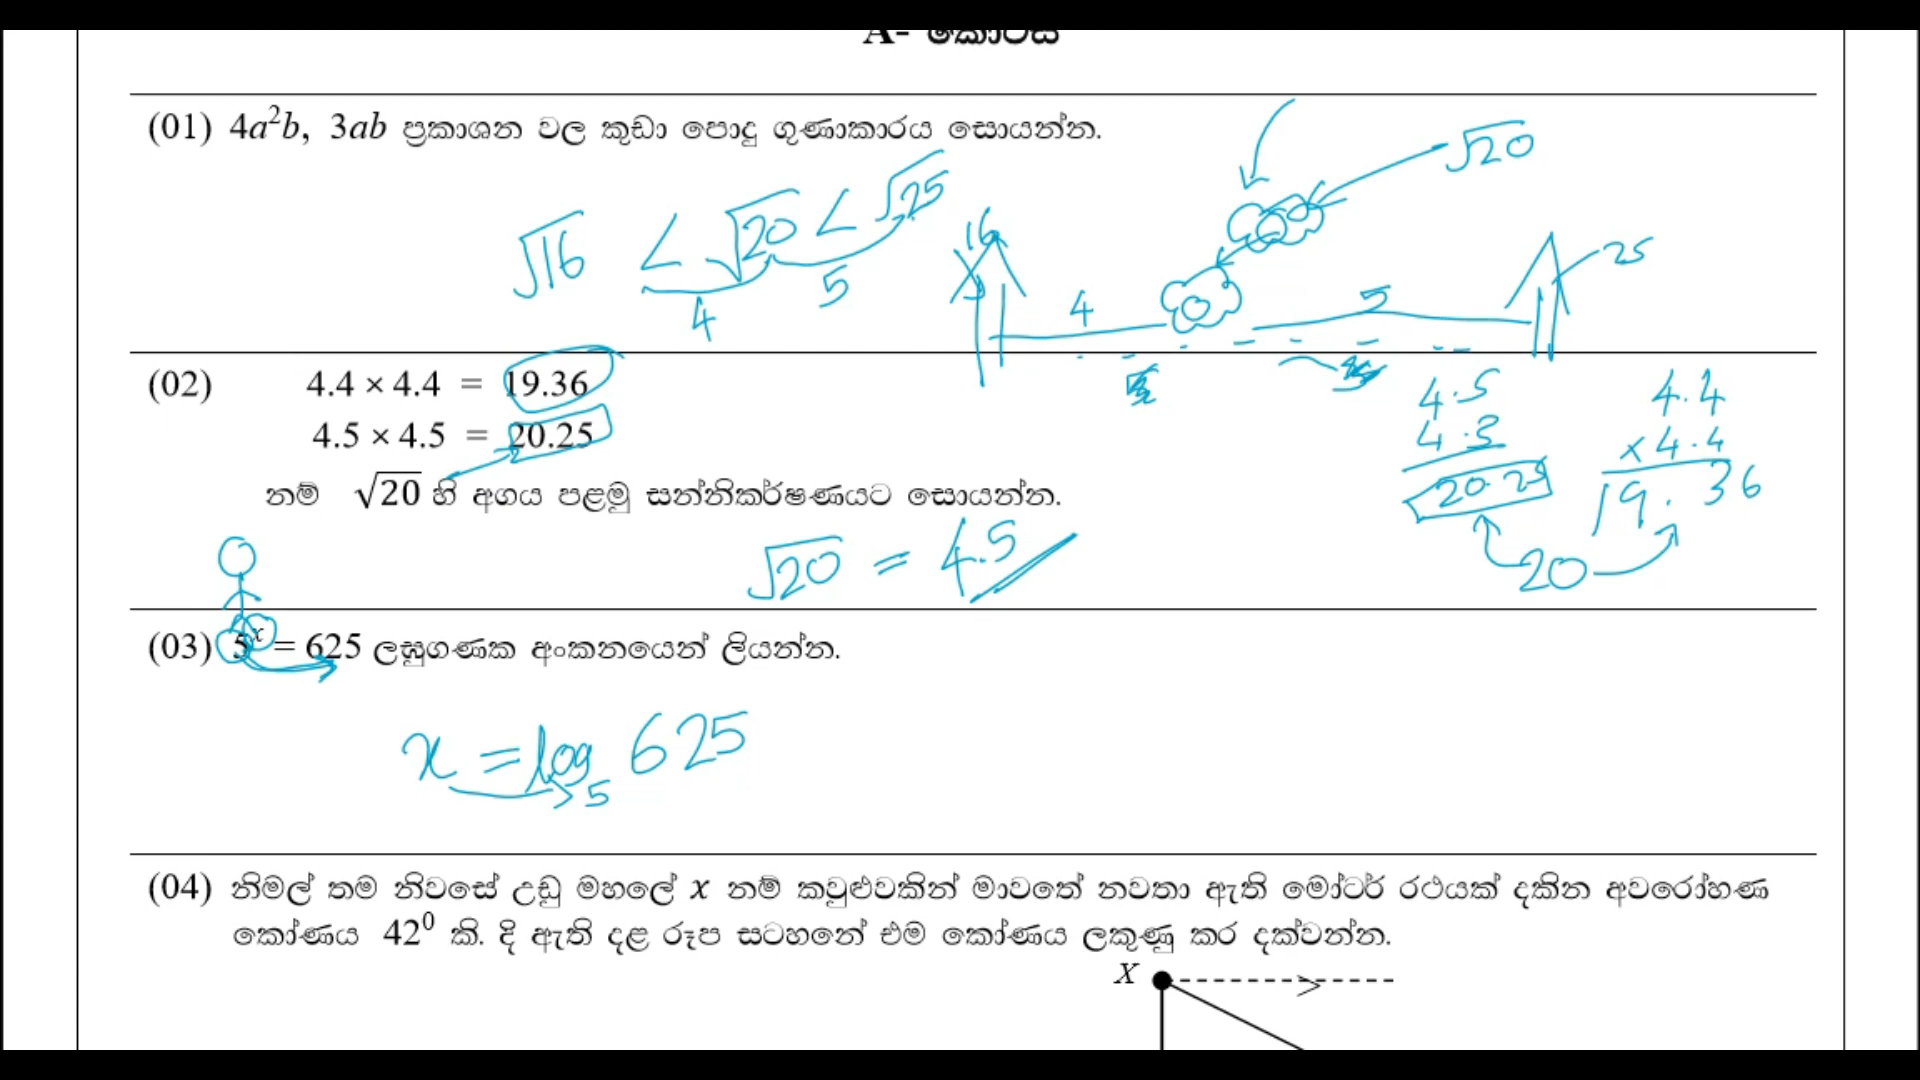 A- කොටස
(01) 4a²b, 3ab ප්‍රකාශන වල කුඩා පොදු ගුණාකාරය සොයන්න.
√20
√16 < √20 < √25
4 5
16 4 5 25
(02) 4.4 × 4.4 = 19.36
4.5 × 4.5 = 20.25
නම් √20 හි අගය පළමු සන්නිකර්ෂණයට සොයන්න.
4.5
20.25
4.4
×4.4
19.36
20
√20 = 4.5
(03) 5ˣ = 625 ලඝුගණක අංකනයෙන් ලියන්න.
x = log₅ 625
(04) නිමල් තම නිවසේ උඩු මහලේ x නම් කවුළුවකින් මාවතේ නවතා ඇති මෝටර් රථයක් දකින අවරෝහණ
කෝණය 42⁰ කි. දි ඇති දළ රූප සටහනේ එම කෝණය ලකුණු කර දක්වන්න.
X